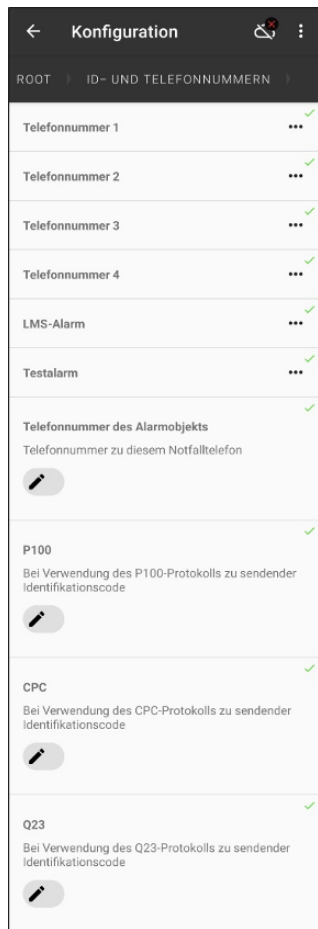 Konfiguration
ROOT
ID- UND TELEFONNUMMERN
Telefonnummer 1
Telefonnummer 2
Telefonnummer 3
Telefonnummer 4
LMS-Alarm
Testalarm
Telefonnummer des Alarmobjekts
Telefonnummer zu diesem Notfalltelefon
P100
Bei Verwendung des P100-Protokolls zu sendender
Identifikationscode
CPC
Bei Verwendung des CPC-Protokolls zu sendender
Identifikationscode
Q23
Bei Verwendung des Q23-Protokolls zu sendender
Identifikationscode